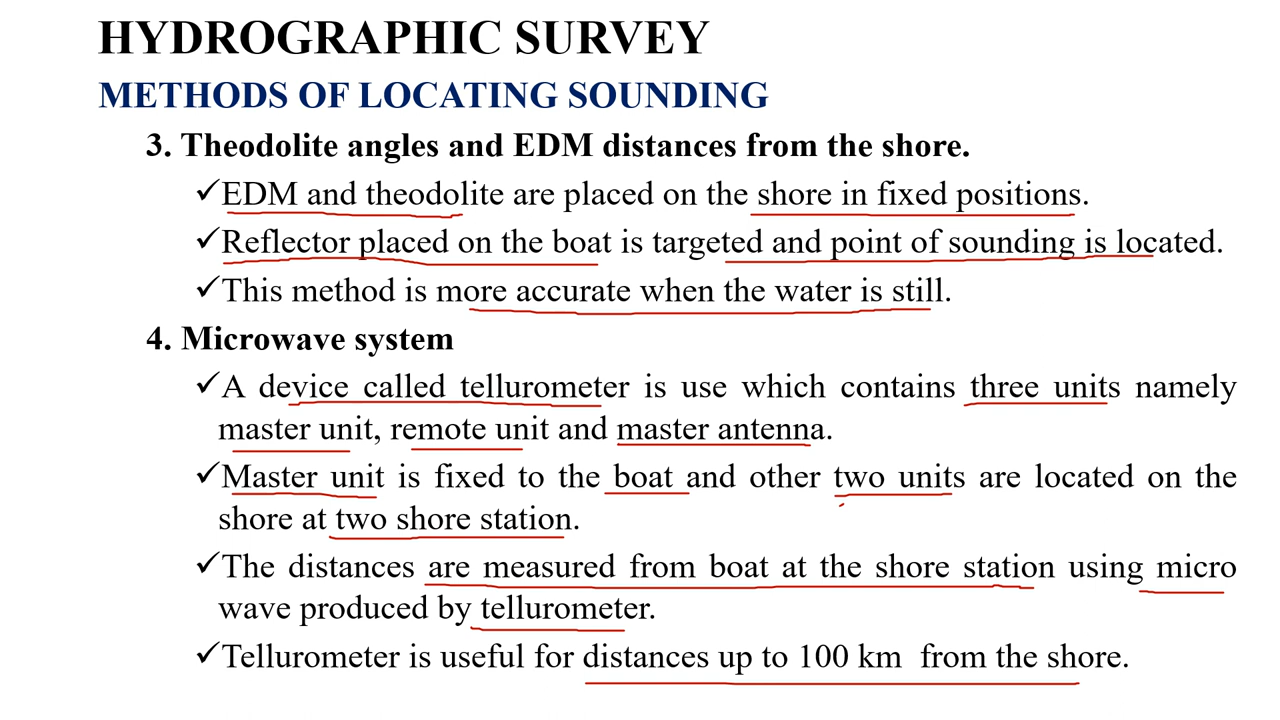 HYDROGRAPHIC SURVEY
METHODS OF LOCATING SOUNDING
3. Theodolite angles and EDM distances from the shore.
✓EDM and theodolite are placed on the shore in fixed positions.
✓Reflector placed on the boat is targeted and point of sounding is located.
✓This method is more accurate when the water is still.
4. Microwave system
✓A device called tellurometer is use which contains three units namely
master unit, remote unit and master antenna.
✓Master unit is fixed to the boat and other two units are located on the
shore at two shore station.
✓The distances are measured from boat at the shore station using micro
wave produced by tellurometer.
✓Tellurometer is useful for distances up to 100 km from the shore.